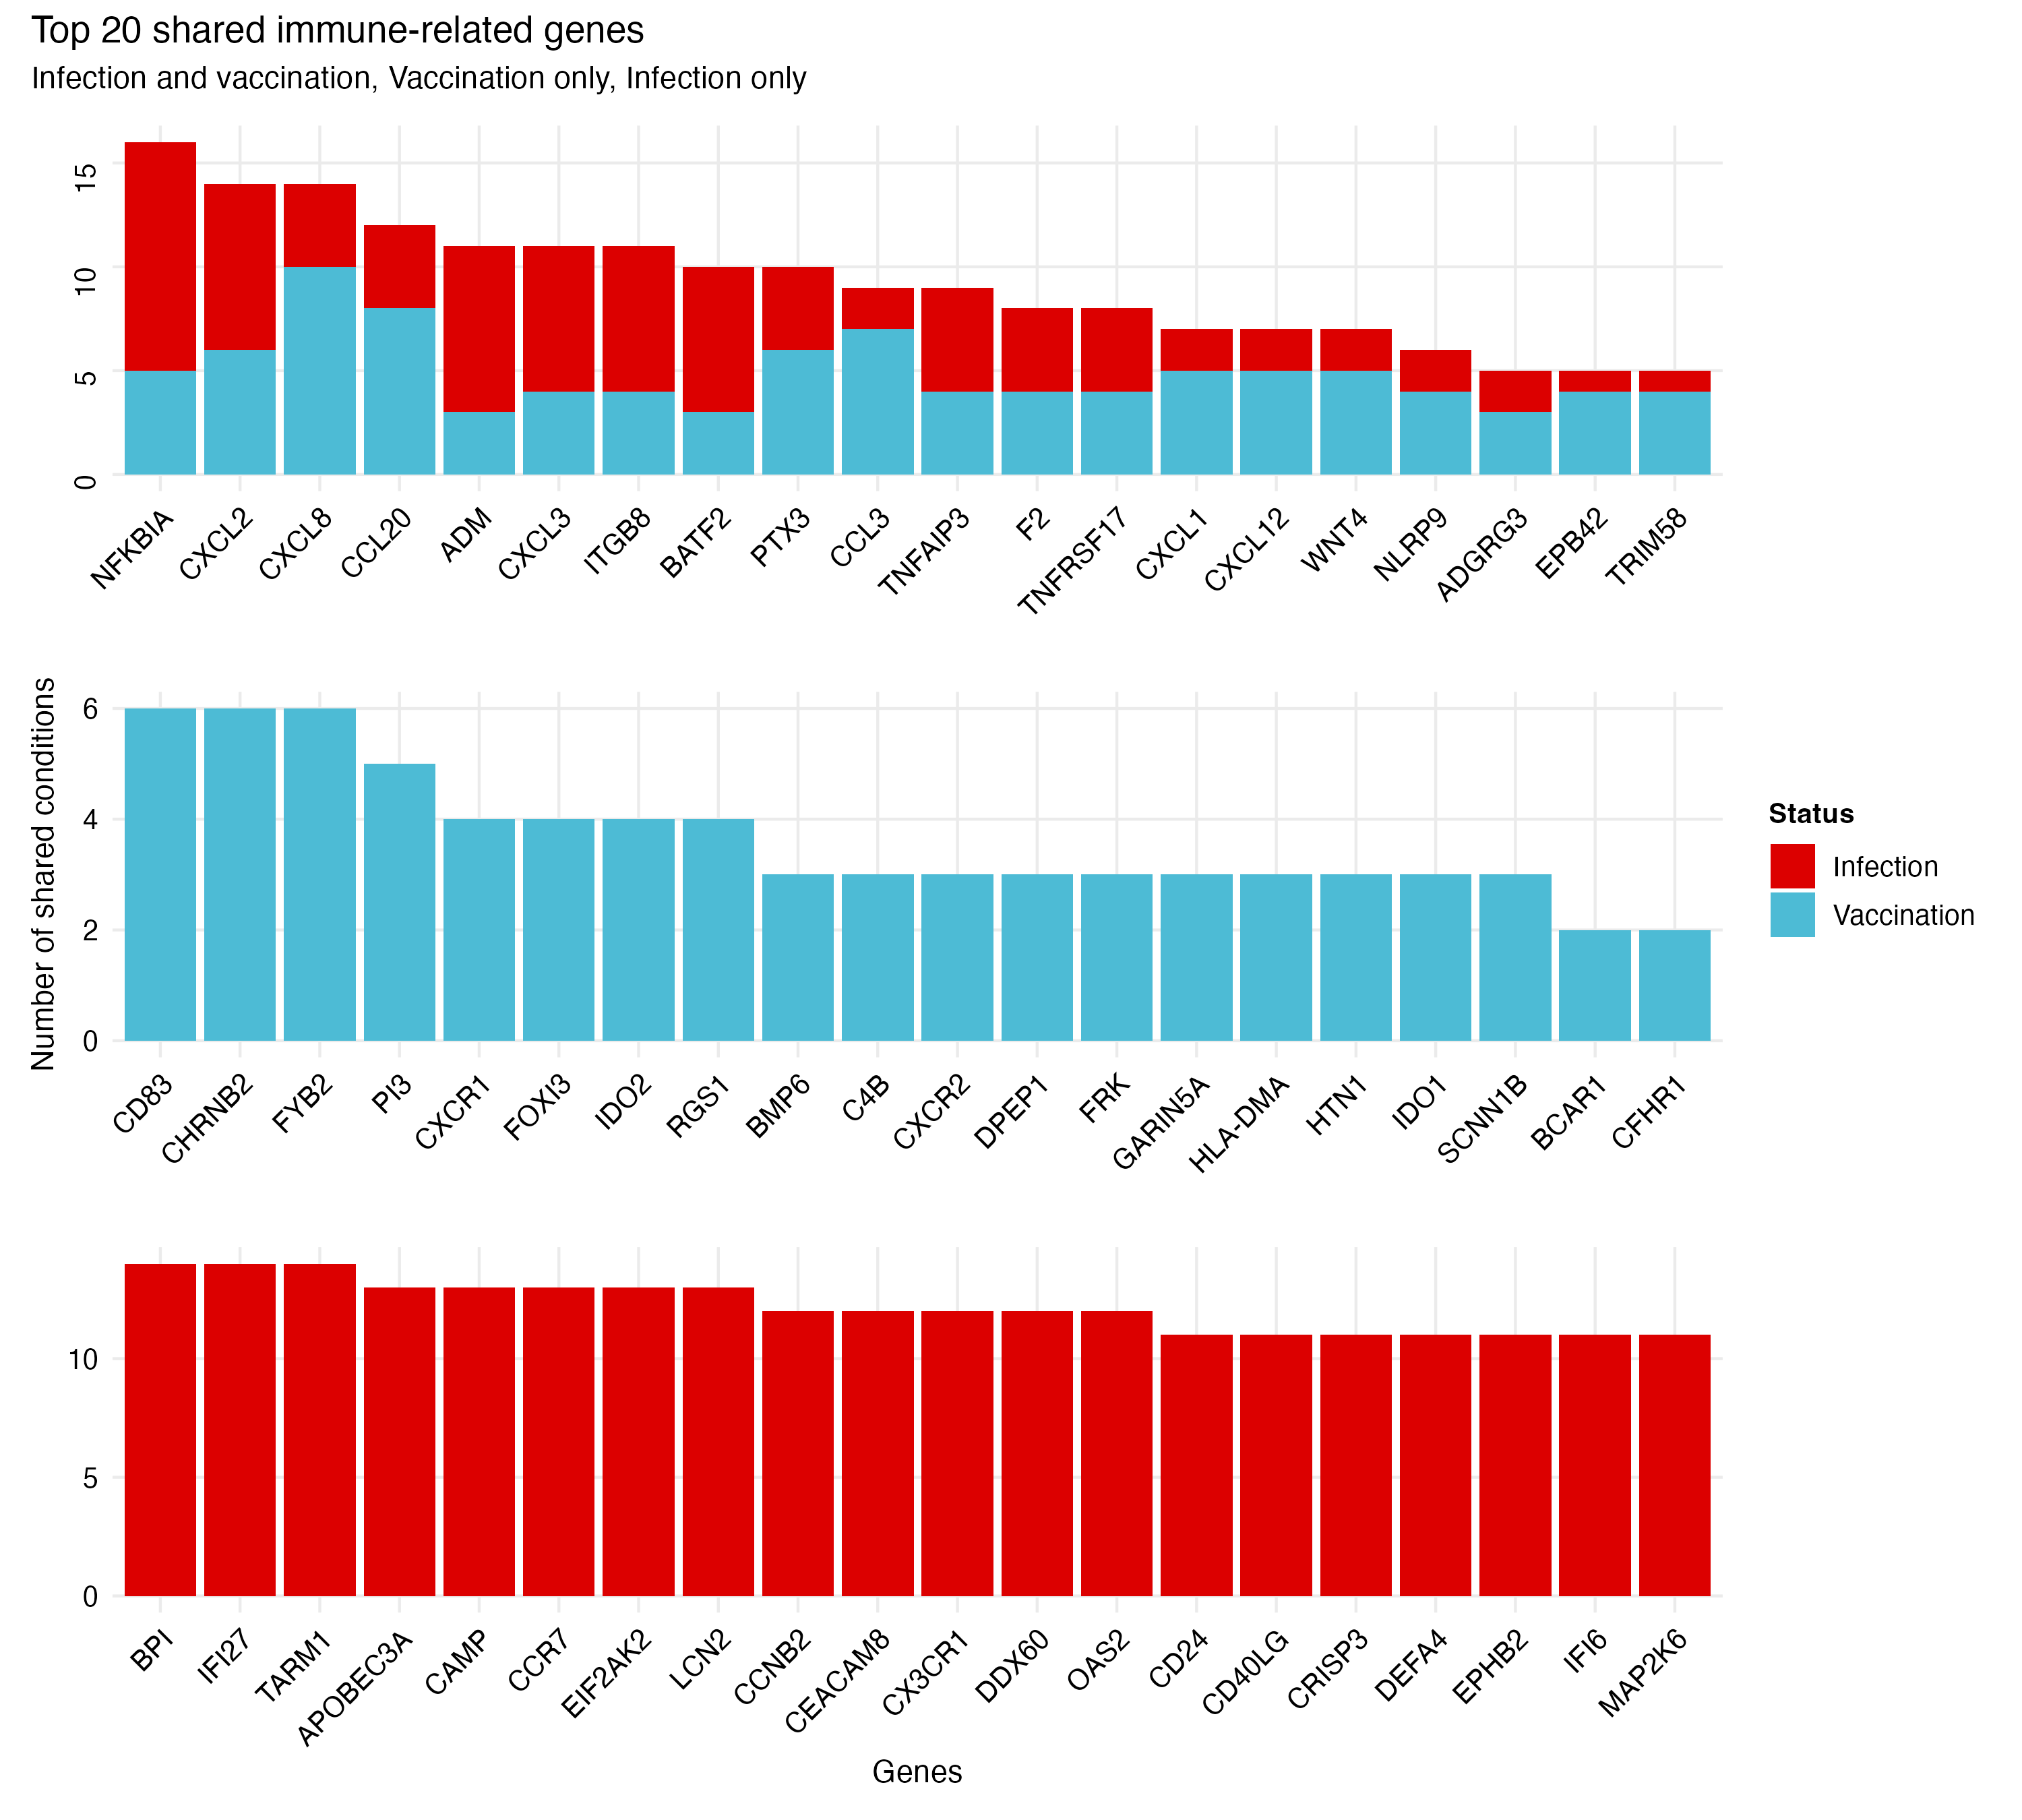 Top 20 shared immune-related genes
Infection and vaccination, Vaccination only, Infection only
15
10
5
0
NFKBIA
CXCL2
CXCL8
CCL20
ADM
CXCL3
ITGB8
BATF2
PTX3
CCL3
TNFAIP3
F2
TNFRSF17
CXCL1
CXCL12
WNT4
NLRP9
ADGRG3
EPB42
TRIM58
Number of shared conditions
6
4
2
0
CD83
CHRNB2
FYB2
PI3
CXCR1
FOXI3
IDO2
RGS1
BMP6
C4B
CXCR2
DPEP1
FRK
GARIN5A
HLA-DMA
HTN1
IDO1
SCNN1B
BCAR1
CFHR1
Status
Infection
Vaccination
10
5
0
BPI
IFI27
TARM1
APOBEC3A
CAMP
CCR7
EIF2AK2
LCN2
CCNB2
CEACAM8
CX3CR1
DDX60
OAS2
CD24
CD40LG
CRISP3
DEFA4
EPHB2
IFI6
MAP2K6
Genes